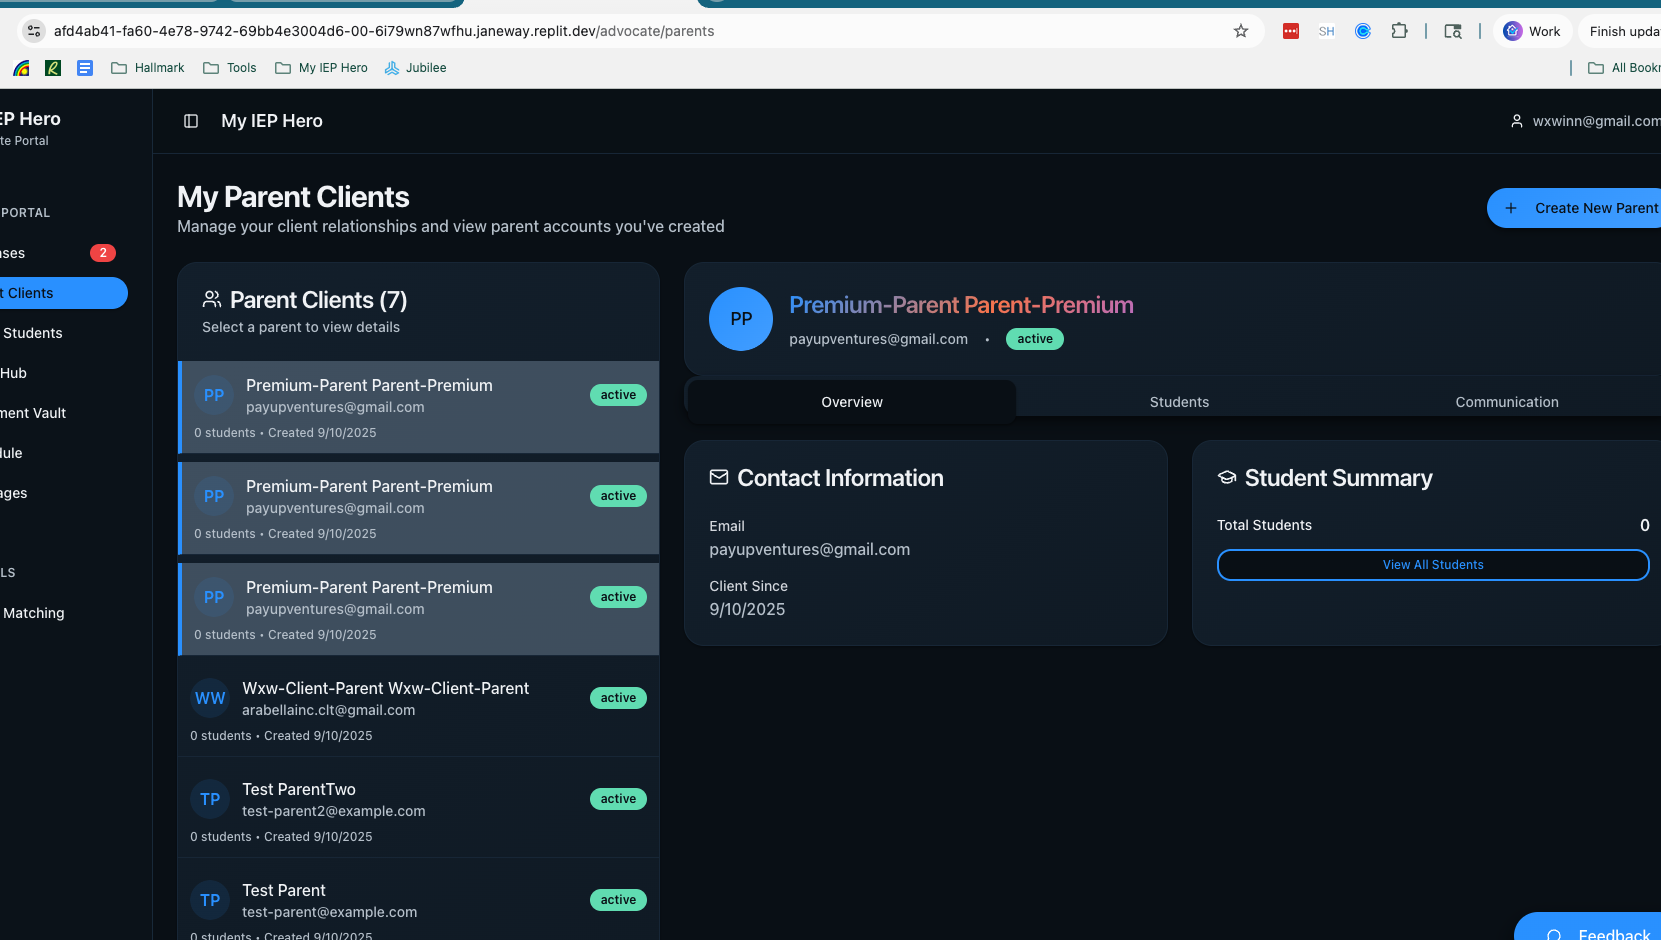 afd4ab41-fa60-4e78-9742-69bb4e3004d6-00-6i79wn87wfhu.janeway.replit.dev/advocate/parents
SH
Work
Finish upda
Hallmark
Tools
My IEP Hero
Jubilee
All Bookr
EP Hero
te Portal
My IEP Hero
wxwinn@gmail.com
PORTAL
ases
2
t Clients
Students
Hub
ment Vault
dule
ages
LS
Matching
My Parent Clients
Manage your client relationships and view parent accounts you've created
+ Create New Parent
Parent Clients (7)
Select a parent to view details
PP
Premium-Parent Parent-Premium
payupventures@gmail.com
active
0 students • Created 9/10/2025
PP
Premium-Parent Parent-Premium
payupventures@gmail.com
active
0 students • Created 9/10/2025
PP
Premium-Parent Parent-Premium
payupventures@gmail.com
active
0 students • Created 9/10/2025
WW
Wxw-Client-Parent Wxw-Client-Parent
arabellainc.clt@gmail.com
active
0 students • Created 9/10/2025
TP
Test ParentTwo
test-parent2@example.com
active
0 students • Created 9/10/2025
TP
Test Parent
test-parent@example.com
active
0 students • Created 9/10/2025
PP
Premium-Parent Parent-Premium
payupventures@gmail.com • active
Overview
Students
Communication
Contact Information
Email
payupventures@gmail.com
Client Since
9/10/2025
Student Summary
Total Students
0
View All Students
Feedback